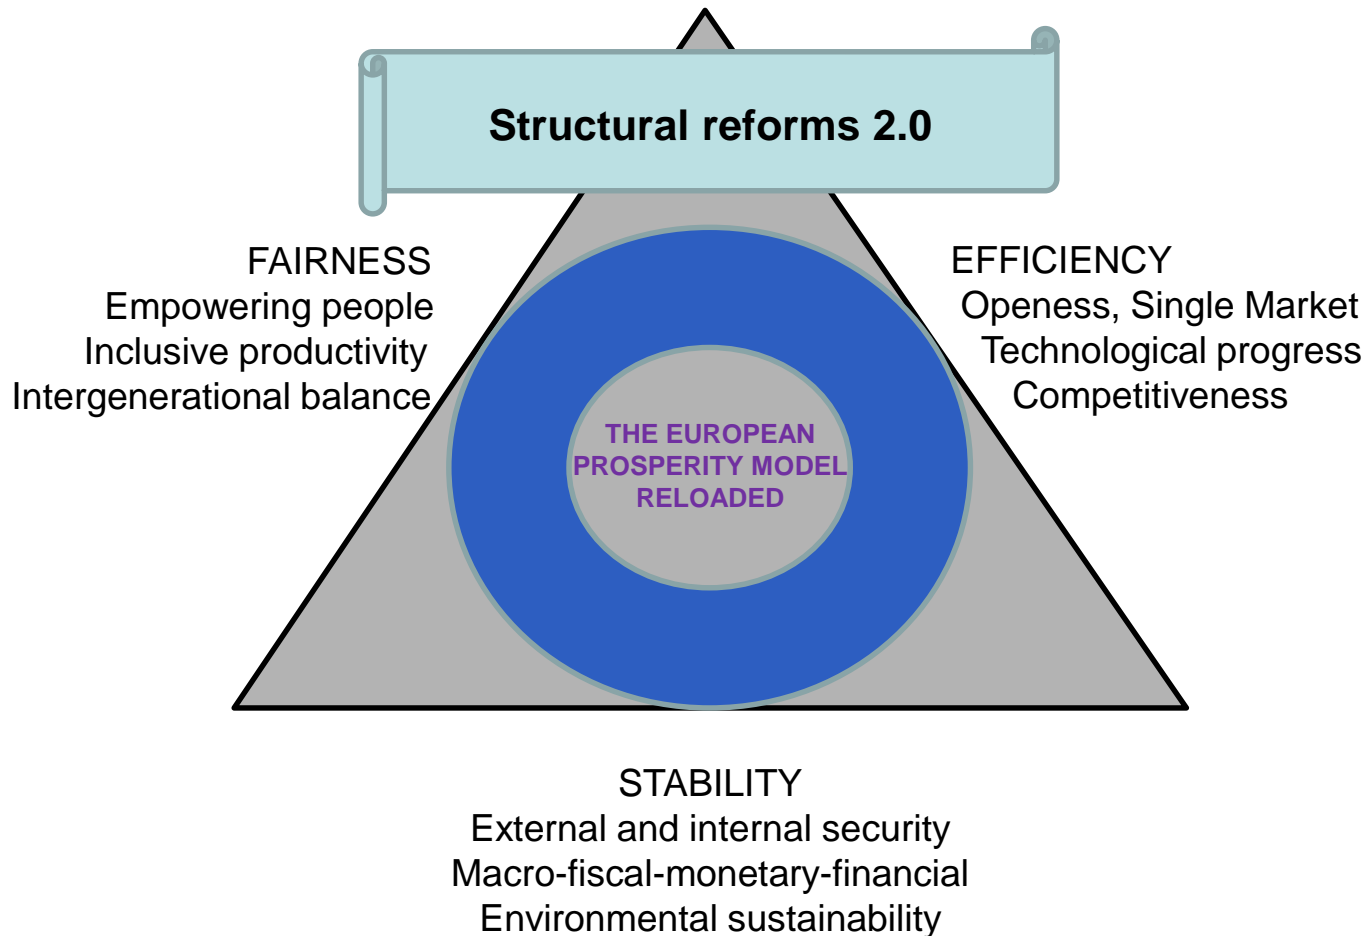 Structural reforms 2.0
FAIRNESS
Empowering people
Inclusive productivity
Intergenerational balance
EFFICIENCY
Openess, Single Market
Technological progress
Competitiveness
THE EUROPEAN
PROSPERITY MODEL
RELOADED
STABILITY
External and internal security
Macro-fiscal-monetary-financial
Environmental sustainability